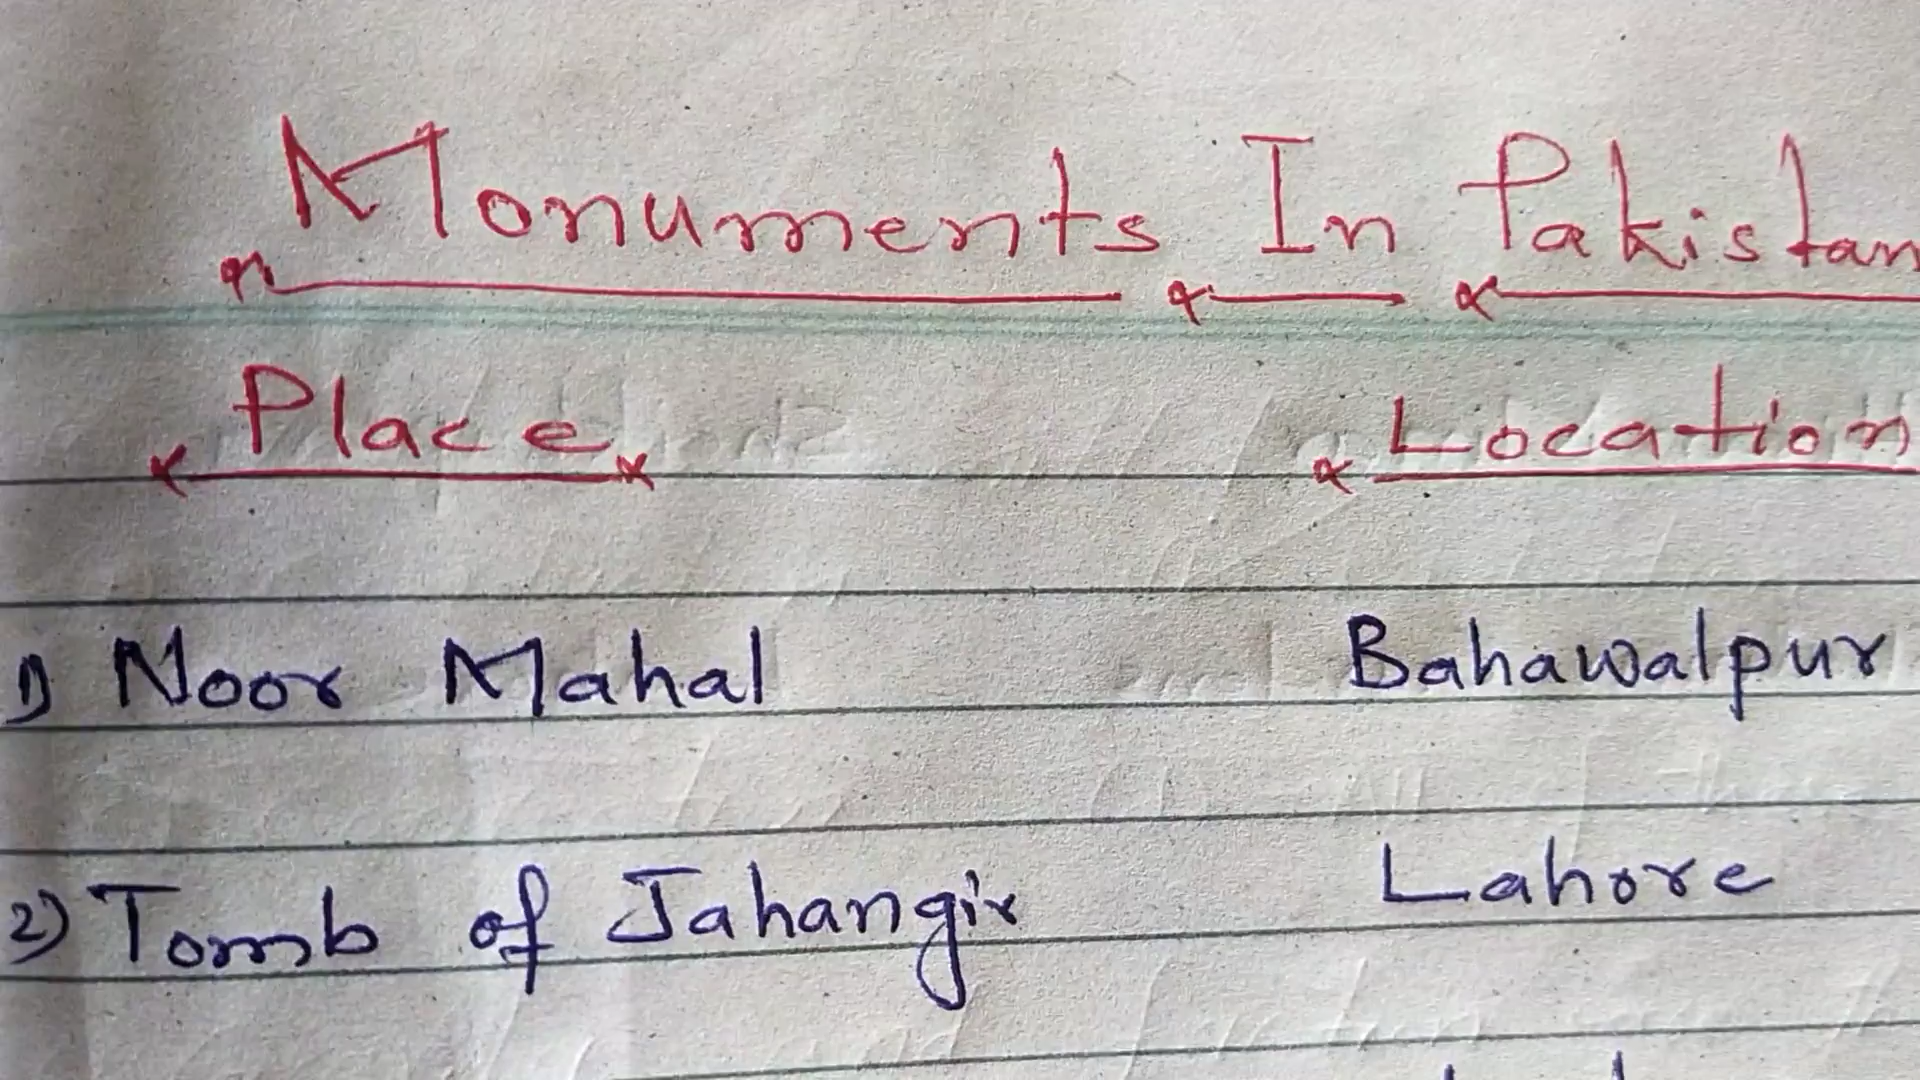 Monuments In Pakistan
Place Location
1) Noor Mahal Bahawalpur
2) Tomb of Jahangir Lahore